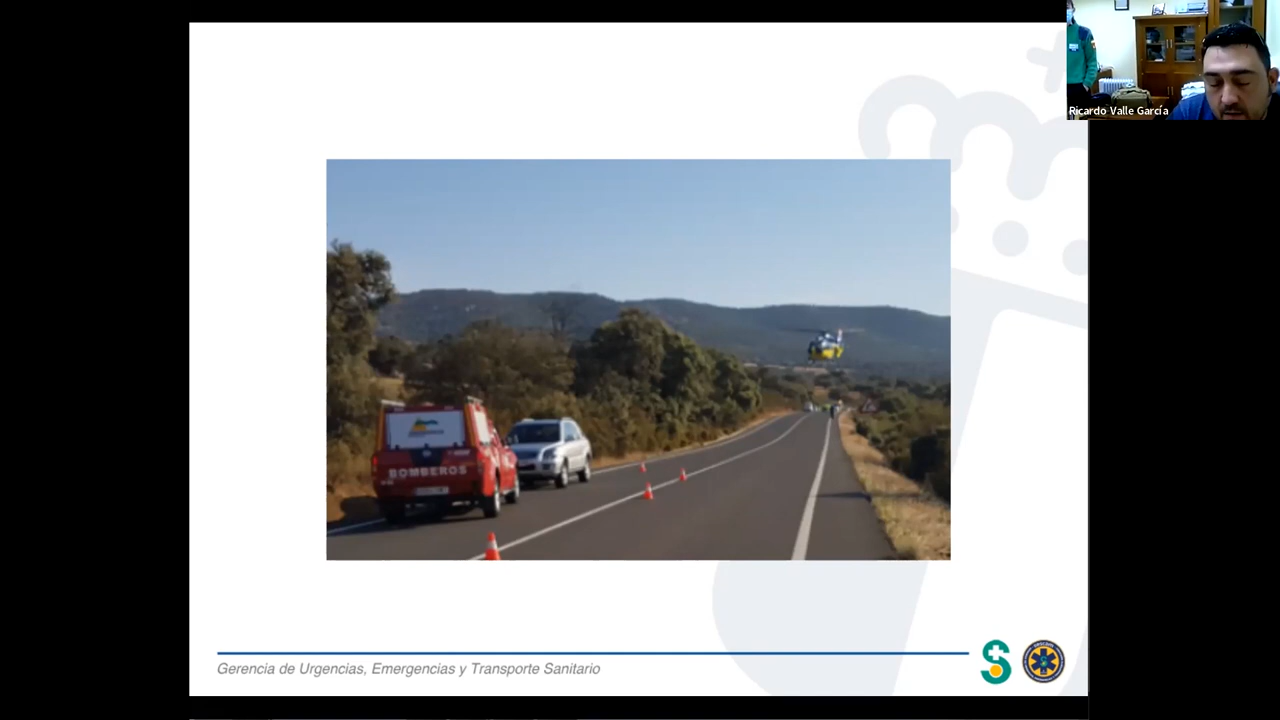 Ricardo Valle García
BOMBEROS
Gerencia de Urgencias, Emergencias y Transporte Sanitario